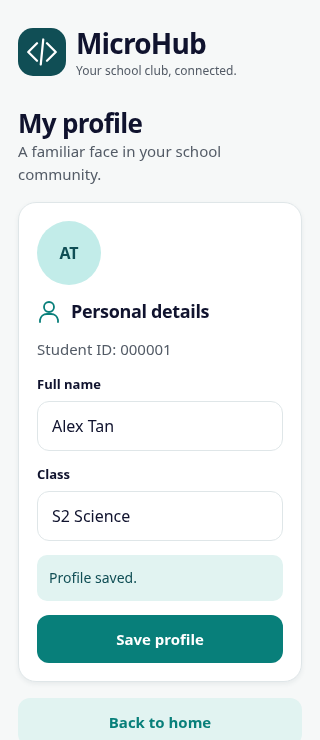 MicroHub
Your school club, connected.
My profile
A familiar face in your school
community.
AT
Personal details
Student ID: 000001
Full name
Alex Tan
Class
S2 Science
Profile saved.
Save profile
Back to home